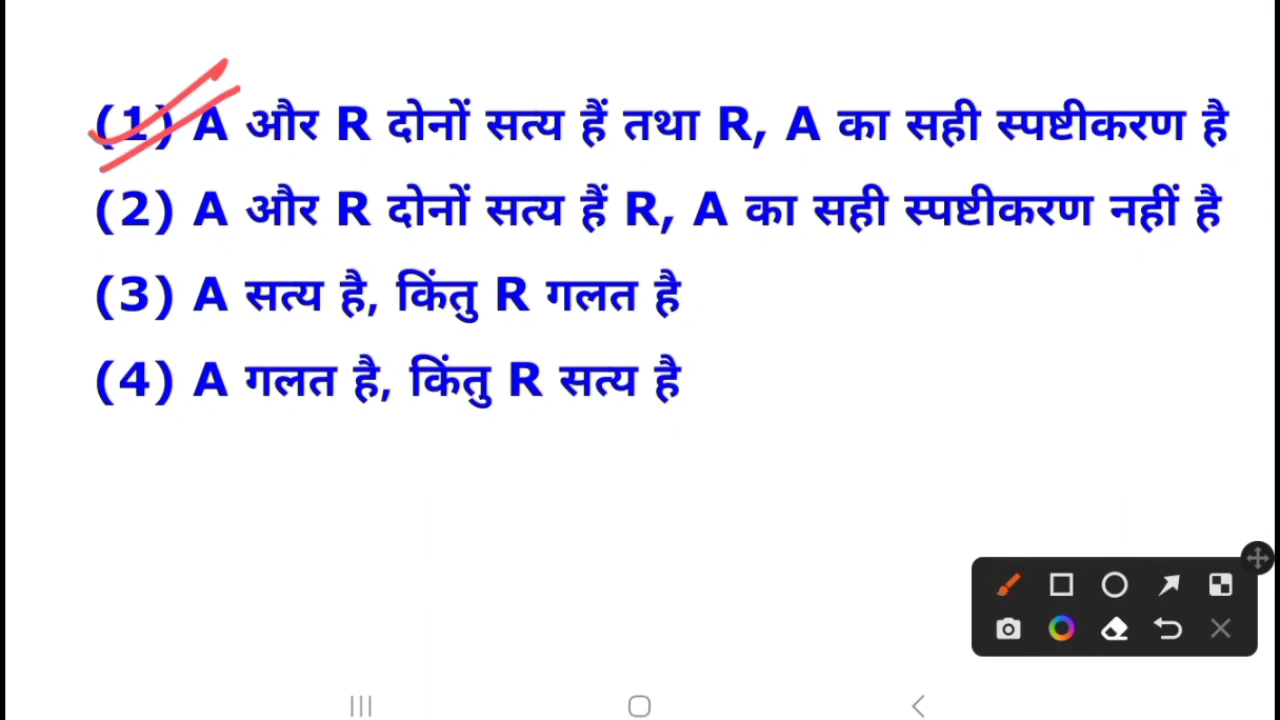 (1) A और R दोनों सत्य हैं तथा R, A का सही स्पष्टीकरण है
(2) A और R दोनों सत्य हैं R, A का सही स्पष्टीकरण नहीं है
(3) A सत्य है, किंतु R गलत है
(4) A गलत है, किंतु R सत्य है